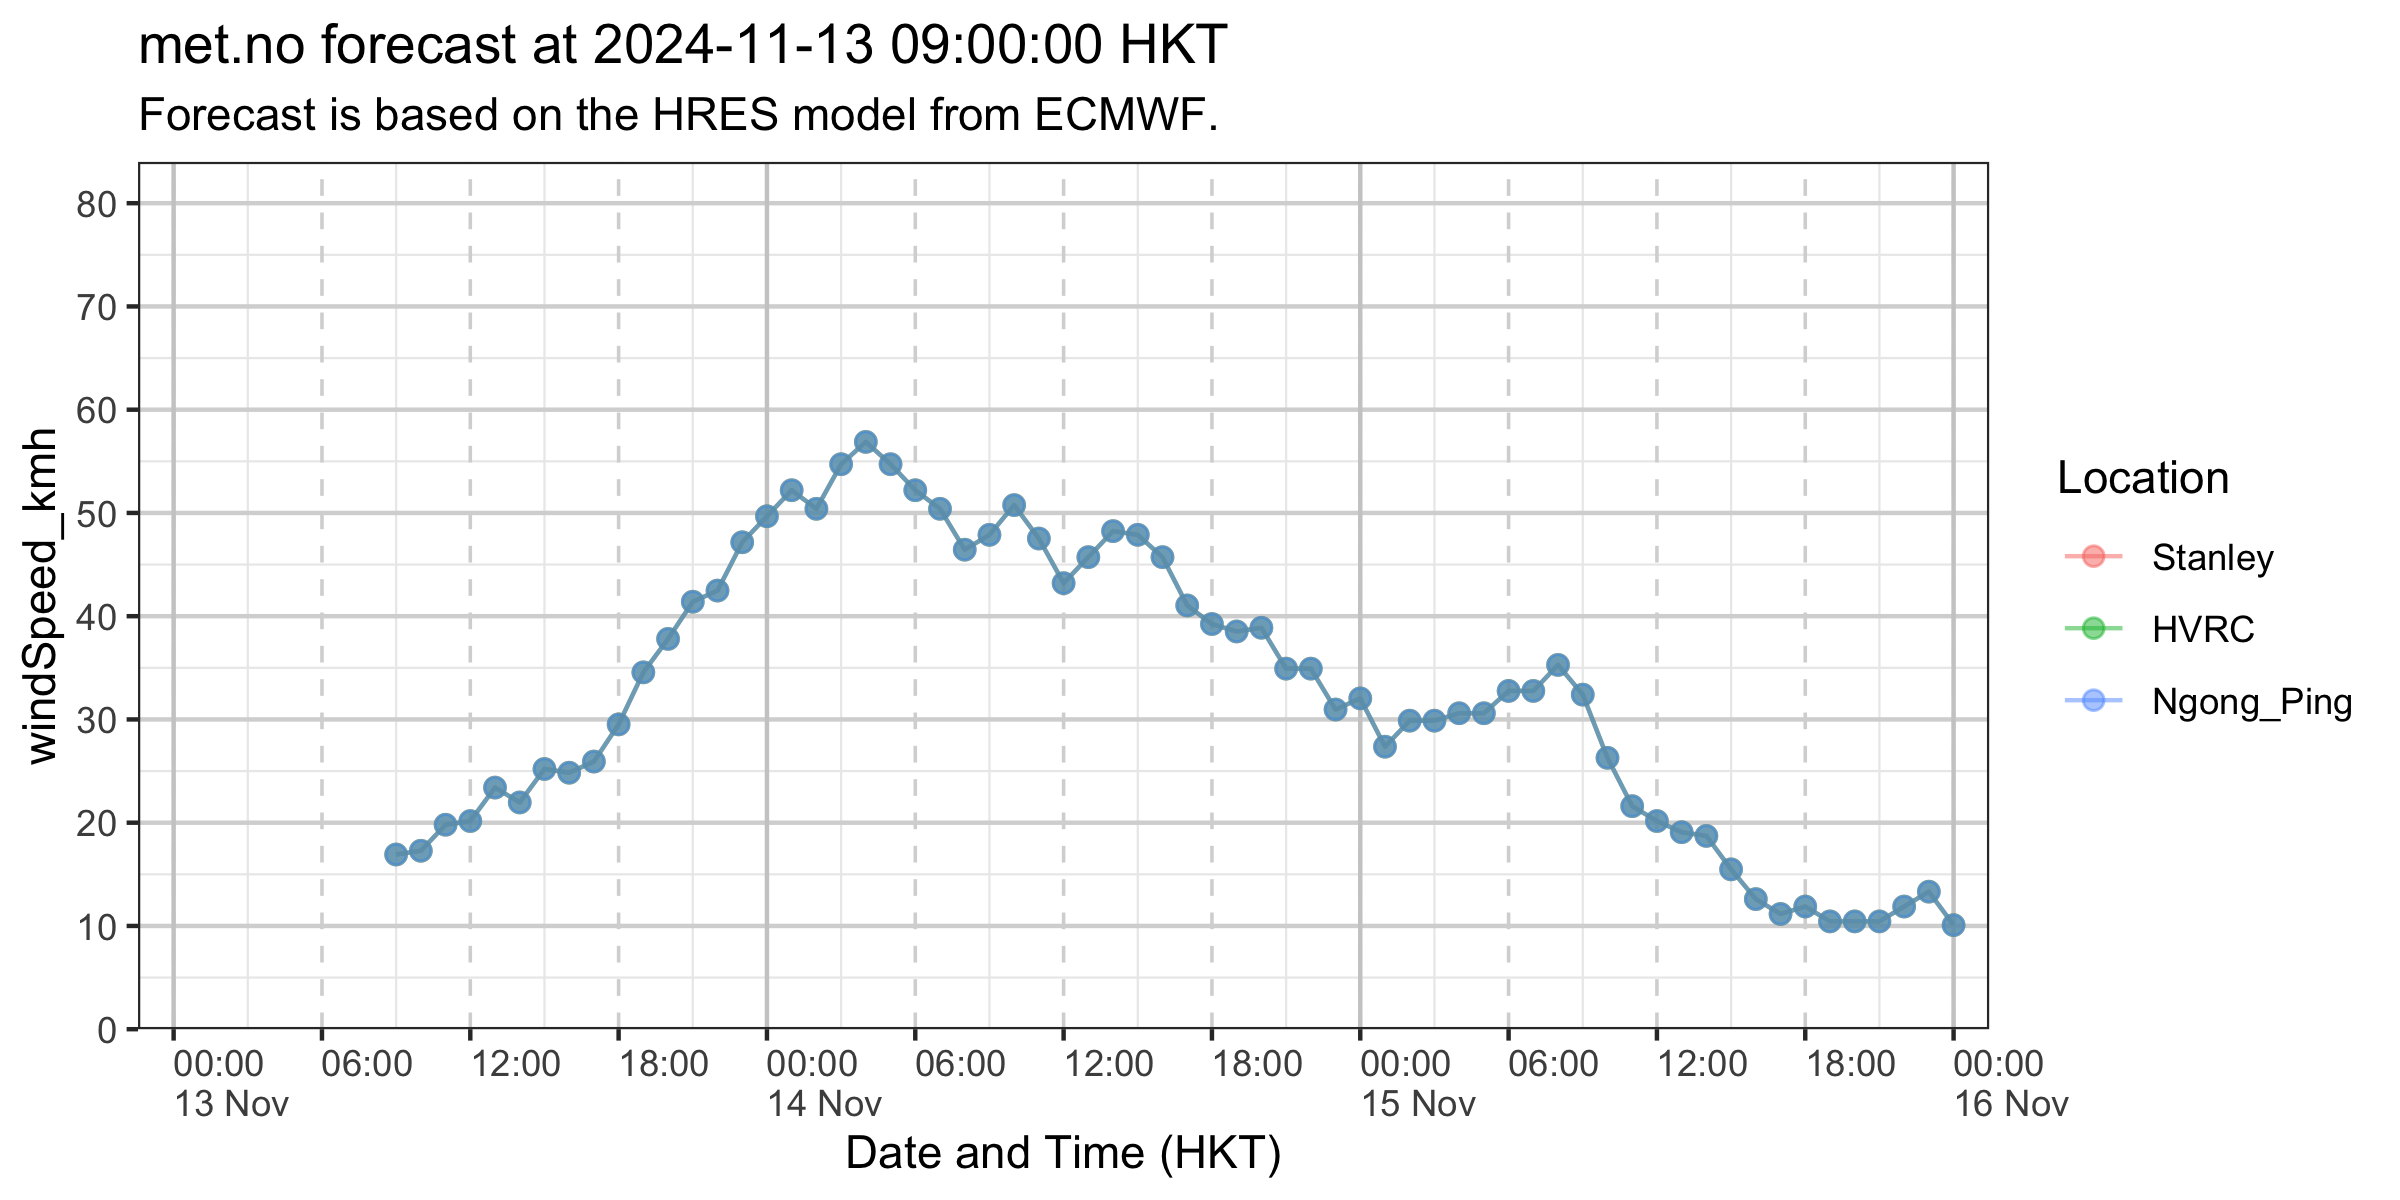 met.no forecast at 2024-11-13 09:00:00 HKT
Forecast is based on the HRES model from ECMWF.
windSpeed_kmh
80
70
60
50
40
30
20
10
0
00:00 06:00 12:00 18:00 00:00 06:00 12:00 18:00 00:00 06:00 12:00 18:00 00:00
13 Nov 14 Nov 15 Nov 16 Nov
Date and Time (HKT)
Location
Stanley
HVRC
Ngong_Ping